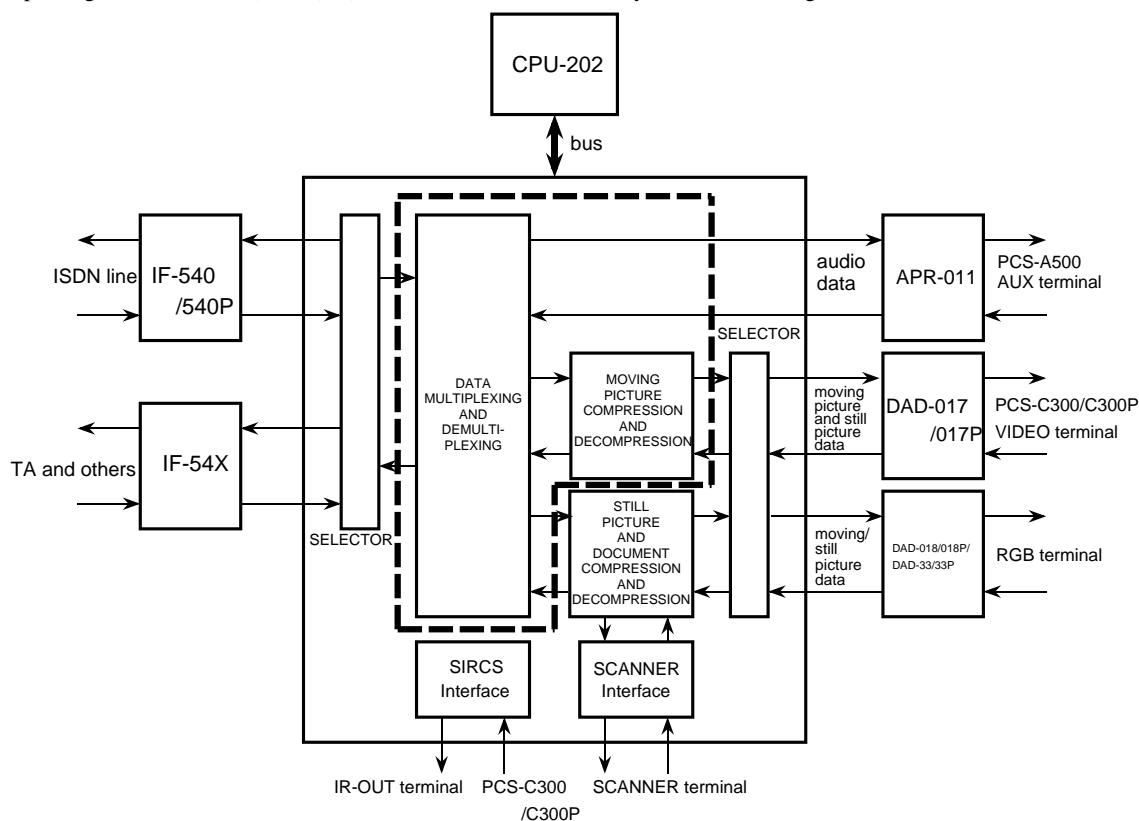 CPU-202
bus
ISDN line
IF-540
/540P
TA and others
IF-54X
SELECTOR
DATA
MULTIPLEXING
AND
DEMULTI-
PLEXING
MOVING
PICTURE
COMPRESSION
AND
DECOMPRESSION
STILL
PICTURE
AND
DOCUMENT
COMPRESSION
AND
DECOMPRESSION
SELECTOR
audio
data
APR-011
PCS-A500
AUX terminal
moving
picture
and still
picture
data
DAD-017
/017P
PCS-C300/C300P
VIDEO terminal
moving/
still
picture
data
DAD-018/018P/
DAD-33/33P
RGB terminal
SIRCS
Interface
SCANNER
Interface
IR-OUT terminal
PCS-C300
/C300P
SCANNER terminal